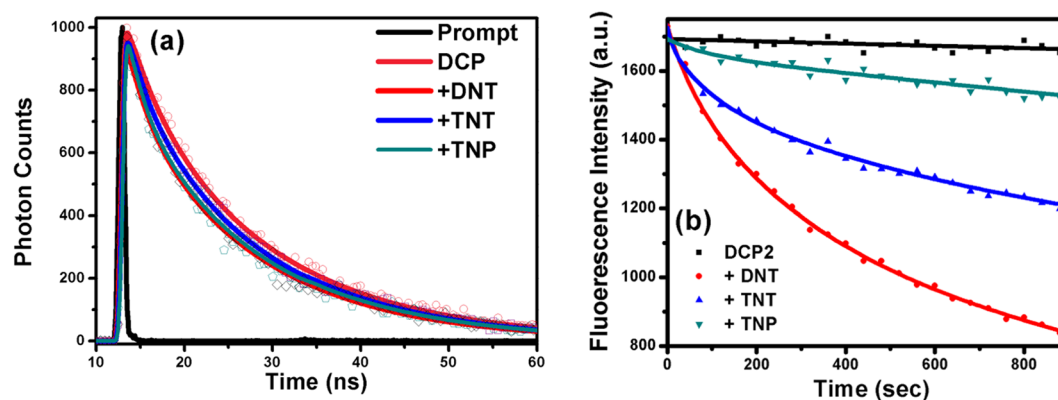 (a)
Prompt
DCP
+DNT
+TNT
+TNP
Photon Counts
1000
800
600
400
200
0
10 20 30 40 50 60
Time (ns)
(b)
DCP2
+ DNT
+ TNT
+ TNP
Fluoerescence Intensity (a.u.)
1600
1400
1200
1000
800
0 200 400 600 800
Time (sec)